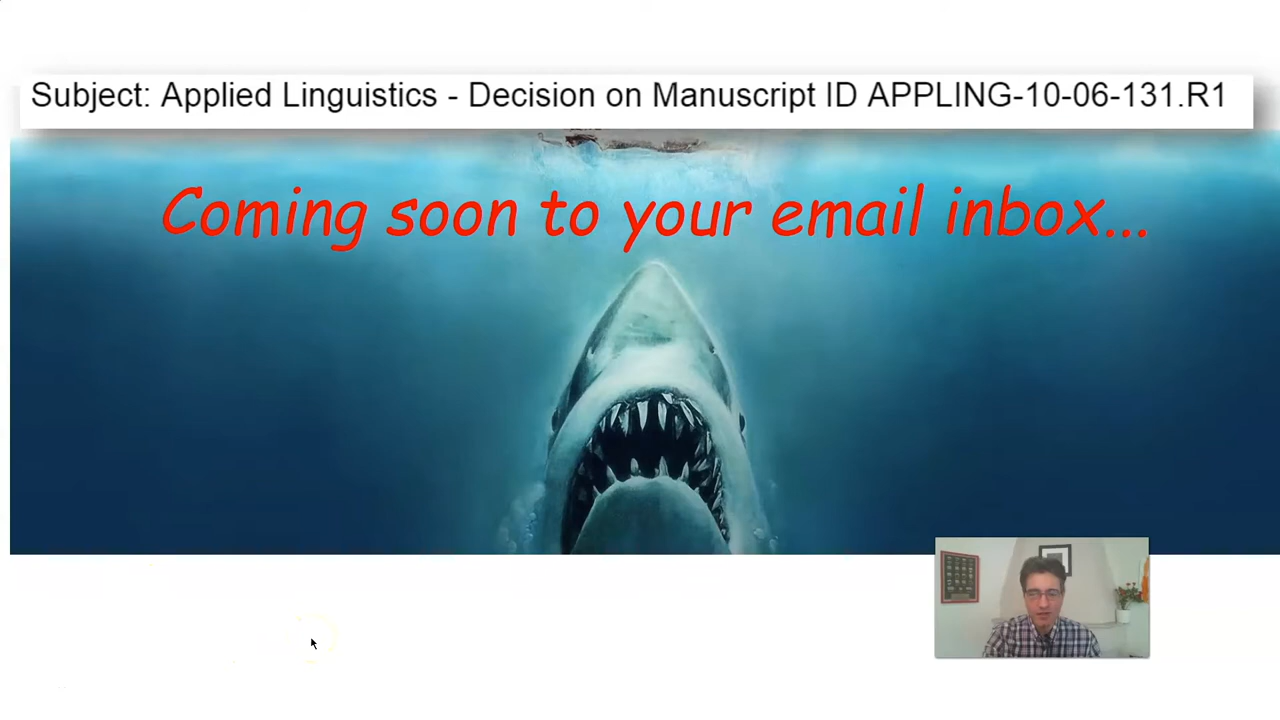 Subject: Applied Linguistics - Decision on Manuscript ID APPLING-10-06-131.R1
Coming soon to your email inbox...